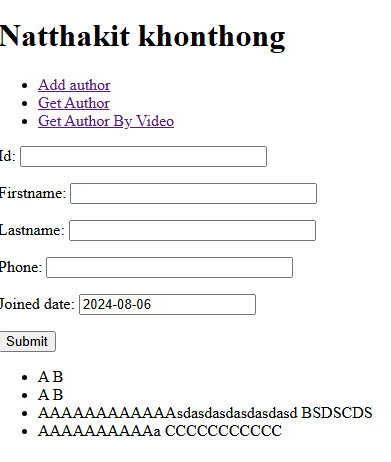 Natthakit khonthong
Add author
Get Author
Get Author By Video
Id:
Firstname:
Lastname:
Phone:
Joined date: 2024-08-06
Submit
A B
A B
AAAAAAAAAAAAsdasdasdasdasdasd BSDSCDS
AAAAAAAAAAa CCCCCCCCCCC